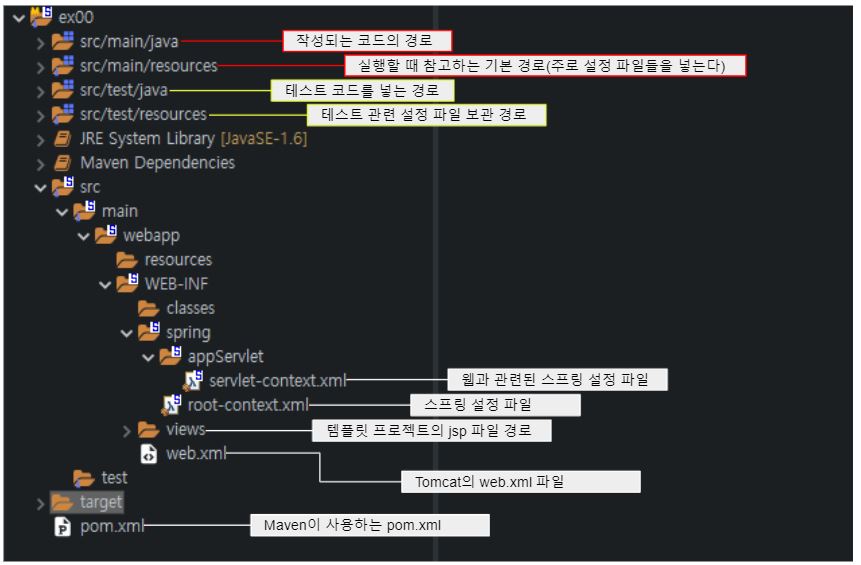 ex00
src/main/java 작성되는 코드의 경로
src/main/resources 실행할 때 참고하는 기본 경로(주로 설정 파일들을 넣는다)
src/test/java 테스트 코드를 넣는 경로
src/test/resources 테스트 관련 설정 파일 보관 경로
JRE System Library [JavaSE-1.6]
Maven Dependencies
src
main
webapp
resources
WEB-INF
classes
spring
appServlet
servlet-context.xml 웹과 관련된 스프링 설정 파일
root-context.xml 스프링 설정 파일
views 템플릿 프로젝트의 jsp 파일 경로
web.xml
Tomcat의 web.xml 파일
test
target
pom.xml Maven이 사용하는 pom.xml